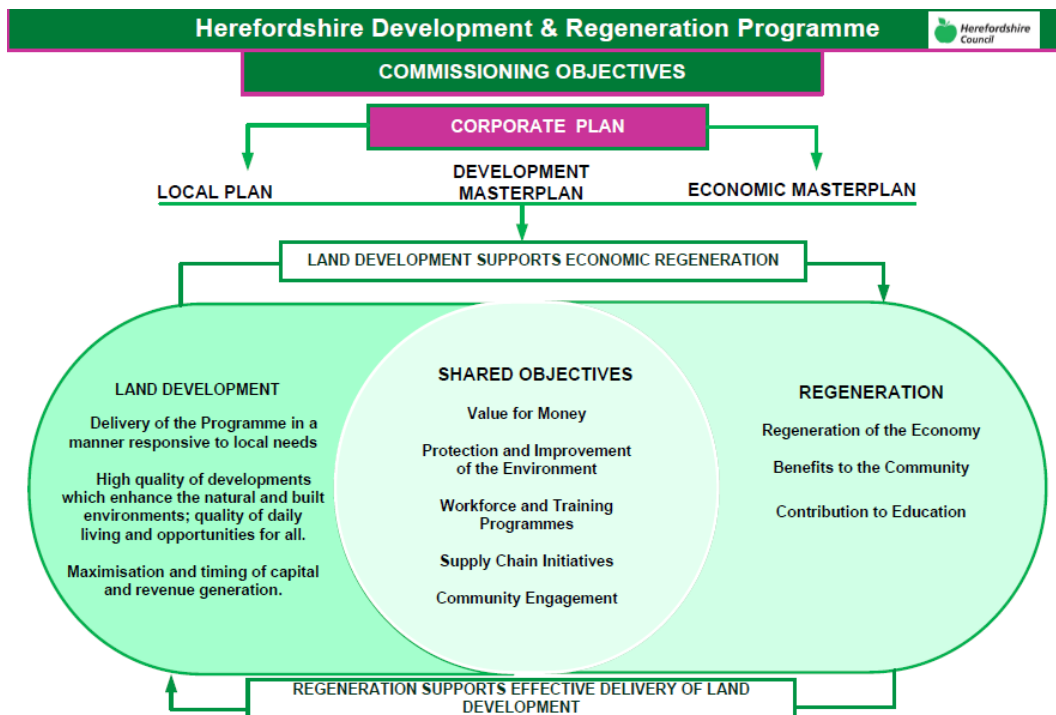 Herefordshire Development & Regeneration Programme
Herefordshire
Council
COMMISSIONING OBJECTIVES
CORPORATE PLAN
LOCAL PLAN
DEVELOPMENT
MASTERPLAN
ECONOMIC MASTERPLAN
LAND DEVELOPMENT SUPPORTS ECONOMIC REGENERATION
LAND DEVELOPMENT
Delivery of the Programme in a
manner responsive to local needs
High quality of developments
which enhance the natural and built
environments; quality of daily
living and opportunities for all.
Maximisation and timing of capital
and revenue generation.
SHARED OBJECTIVES
Value for Money
Protection and Improvement
of the Environment
Workforce and Training
Programmes
Supply Chain Initiatives
Community Engagement
REGENERATION
Regeneration of the Economy
Benefits to the Community
Contribution to Education
REGENERATION SUPPORTS EFFECTIVE DELIVERY OF LAND
DEVELOPMENT